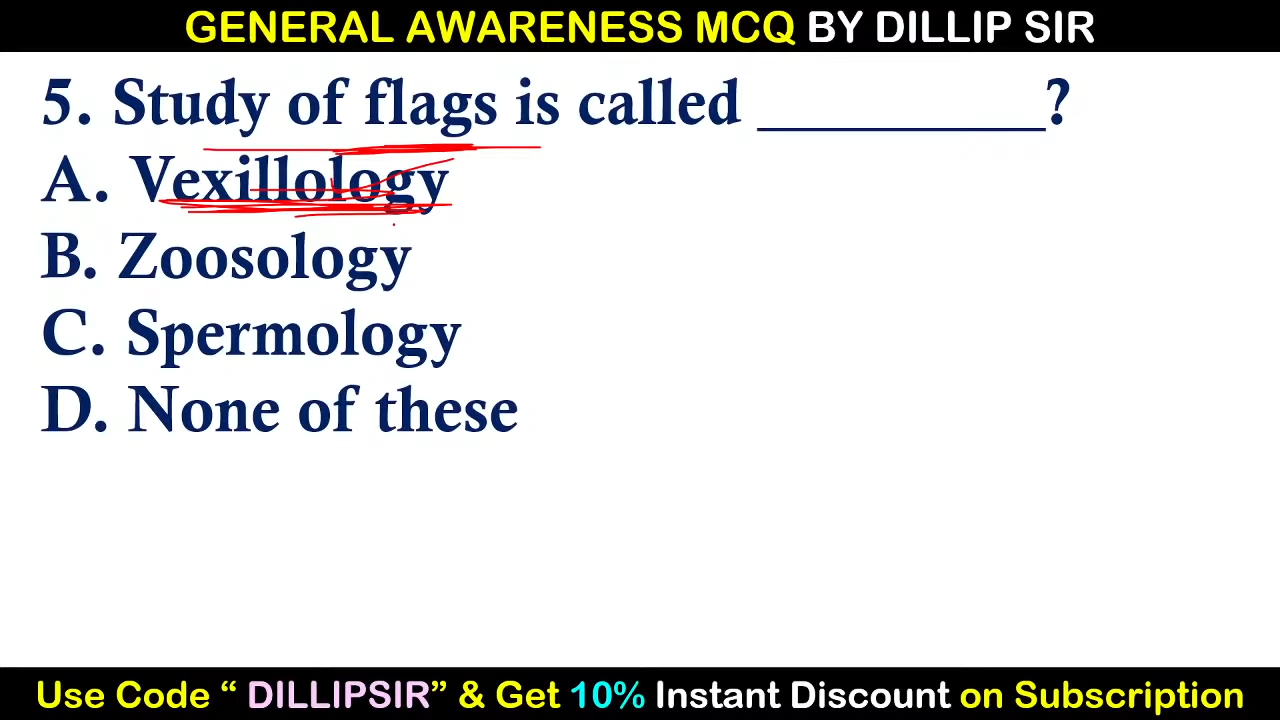 GENERAL AWARENESS MCQ BY DILLIP SIR
5. Study of flags is called _________?
A. Vexillology
B. Zoosology
C. Spermology
D. None of these
Use Code “ DILLIPSIR” & Get 10% Instant Discount on Subscription